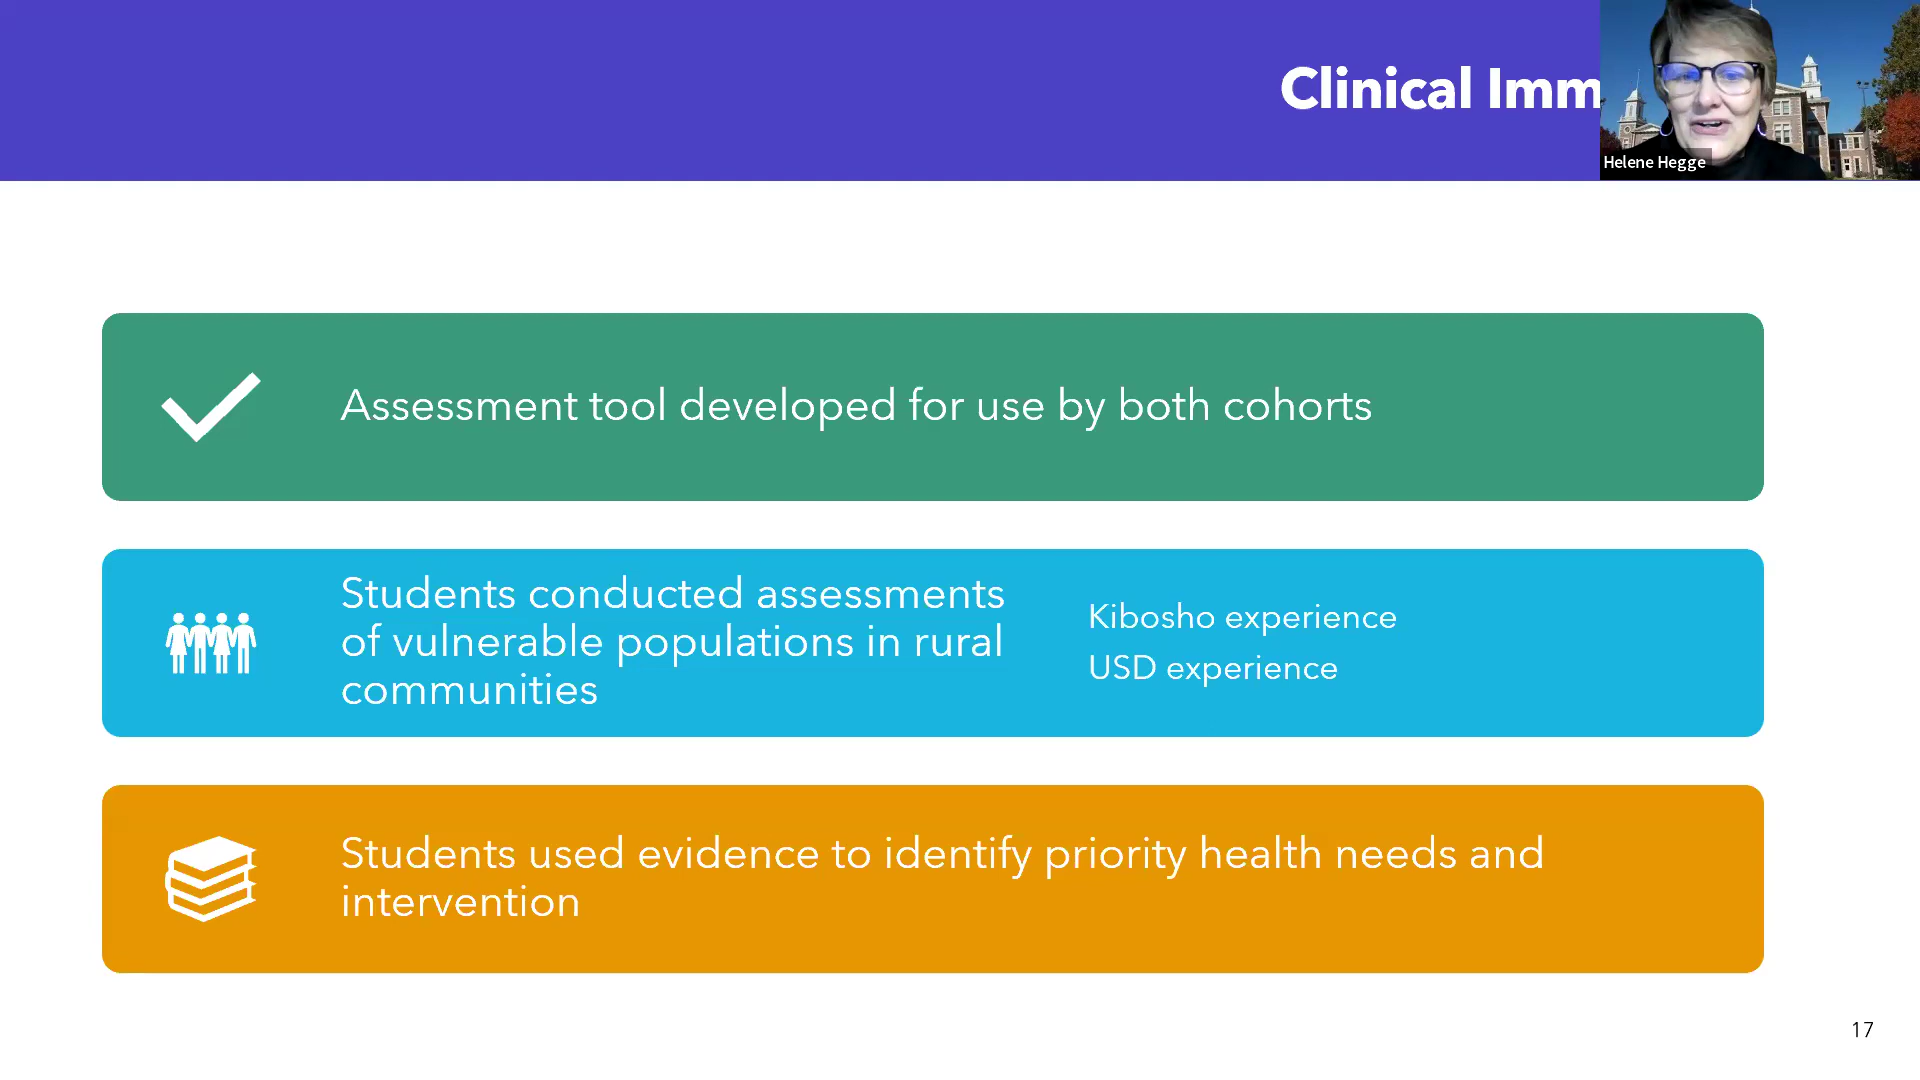 Clinical Imm
Helene Hegge
Assessment tool developed for use by both cohorts
Students conducted assessments
of vulnerable populations in rural
communities
Kibosho experience
USD experience
Students used evidence to identify priority health needs and
intervention
17